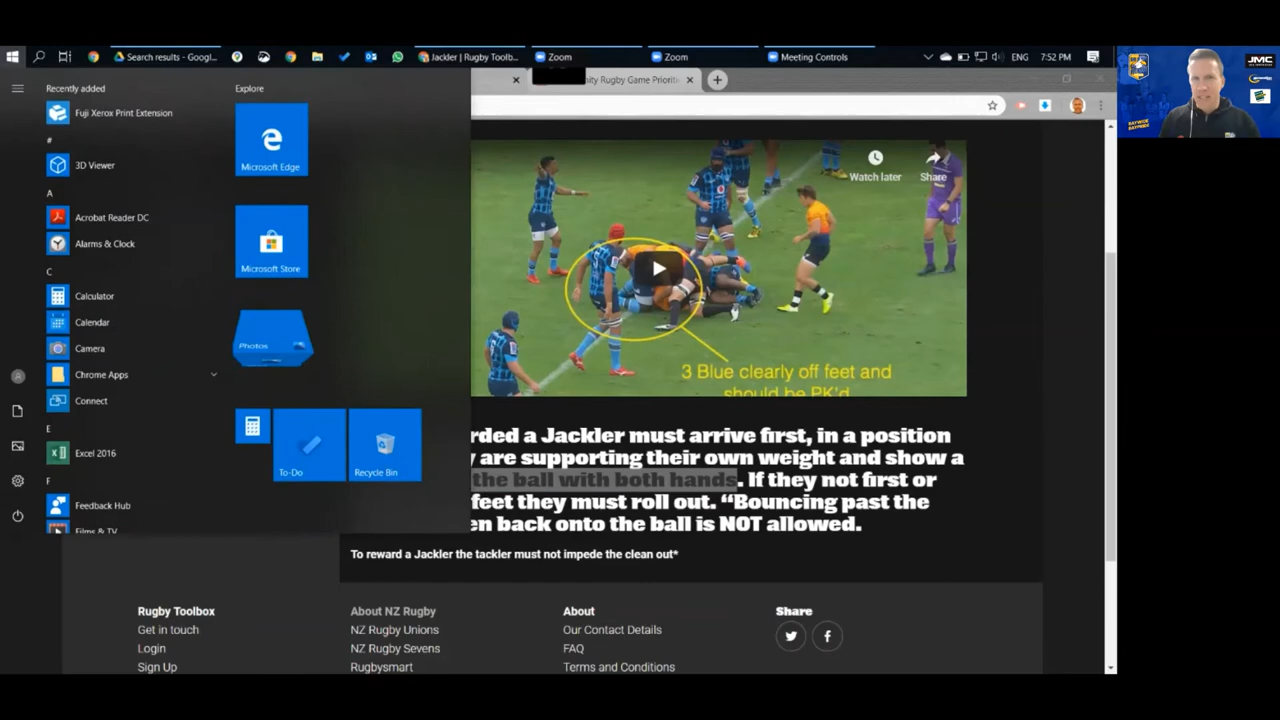 Search results - Googl...
Jackler | Rugby Toolb...
Zoom
Zoom
Meeting Controls
ENG
7:52 PM
JMC
Recently added
Explore
Fuji Xerox Print Extension
#
3D Viewer
Microsoft Edge
A
Acrobat Reader DC
Alarms & Clock
Microsoft Store
C
Calculator
Calendar
Camera
Photos
Chrome Apps
Connect
E
Excel 2016
To-Do
Recycle Bin
F
Feedback Hub
Films & TV
nity Rugby Game Prioriti
Watch later
Share
3 Blue clearly off feet and
should be PK'd
rded a Jackler must arrive first, in a position
y are supporting their own weight and show a
the ball with both hands. If they not first or
feet they must roll out. “Bouncing past the
en back onto the ball is NOT allowed.
To reward a Jackler the tackler must not impede the clean out*
Rugby Toolbox
Get in touch
Login
Sign Up
About NZ Rugby
NZ Rugby Unions
NZ Rugby Sevens
Rugbysmart
About
Our Contact Details
FAQ
Terms and Conditions
Share